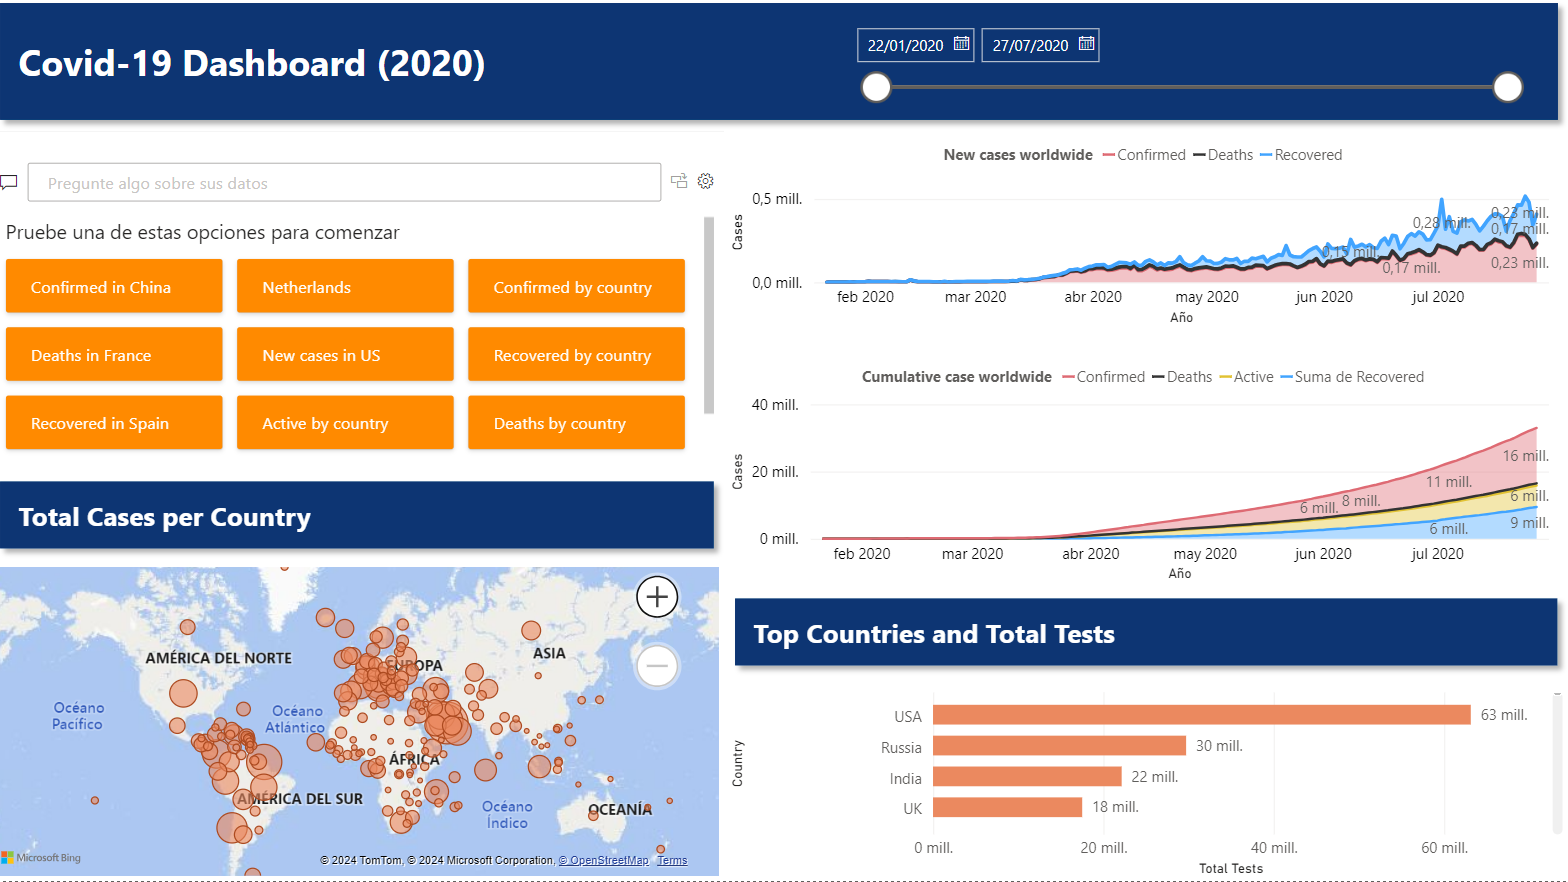 Covid-19 Dashboard (2020)
22/01/2020
27/07/2020
Pregunte algo sobre sus datos
Pruebe una de estas opciones para comenzar
Confirmed in China
Netherlands
Confirmed by country
Deaths in France
New cases in US
Recovered by country
Recovered in Spain
Active by country
Deaths by country
New cases worldwide
Confirmed
Deaths
Recovered
Cases
0,5 mill.
0,0 mill.
0,15 mill.
0,17 mill.
0,28 mill.
0,23 mill.
0,17 mill.
0,23 mill.
feb 2020
mar 2020
abr 2020
may 2020
jun 2020
jul 2020
Año
Cumulative case worldwide
Confirmed
Deaths
Active
Suma de Recovered
Cases
40 mill.
20 mill.
0 mill.
6 mill.
8 mill.
11 mill.
6 mill.
16 mill.
6 mill.
9 mill.
feb 2020
mar 2020
abr 2020
may 2020
jun 2020
jul 2020
Año
Total Cases per Country
AMÉRICA DEL NORTE
EUROPA
ASIA
Océano
Pacífico
Océano
Atlántico
ÁFRICA
AMÉRICA DEL SUR
Océano
Índico
OCEANÍA
Microsoft Bing
© 2024 TomTom, © 2024 Microsoft Corporation, © OpenStreetMap Terms
Top Countries and Total Tests
Country
USA
63 mill.
Russia
30 mill.
India
22 mill.
UK
18 mill.
0 mill.
20 mill.
40 mill.
60 mill.
Total Tests